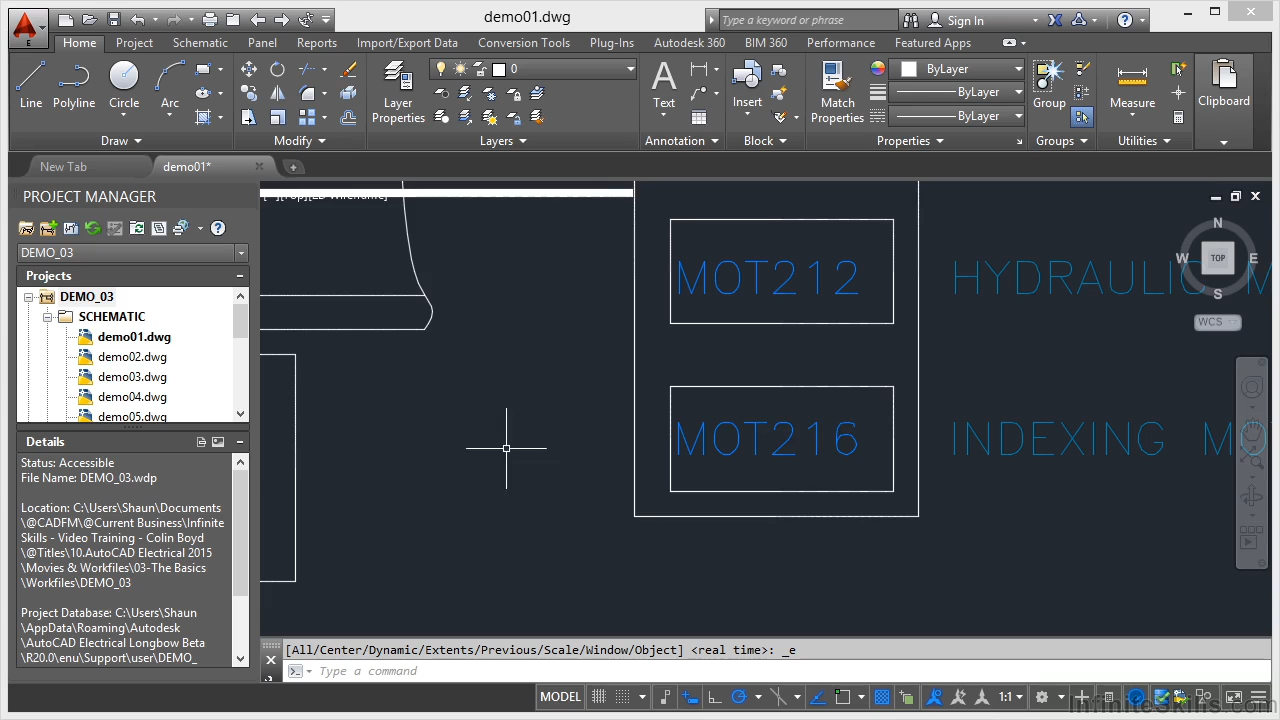 demo01.dwg
Type a keyword or phrase
Sign In
E
Home Project Schematic Panel Reports Import/Export Data Conversion Tools Plug-Ins Autodesk 360 BIM 360 Performance Featured Apps
Line Polyline Circle Arc
Layer Properties
0
Text
Insert
Match Properties
ByLayer
ByLayer
ByLayer
Group
Measure
Clipboard
Draw Modify Layers Annotation Block Properties Groups Utilities
New Tab demo01*
PROJECT MANAGER
DEMO_03
Projects
DEMO_03
SCHEMATIC
demo01.dwg
demo02.dwg
demo03.dwg
demo04.dwg
demo05.dwg
Details
Status: Accessible
File Name: DEMO_03.wdp
Location: C:\Users\Shaun\Documents
\@CADFM\@Current Business\Infinite
Skills - Video Training - Colin Boyd
\@Titles\10.AutoCAD Electrical 2015
\Movies & Workfiles\03-The Basics
\Workfiles\DEMO_03
Project Database: C:\Users\Shaun
\AppData\Roaming\Autodesk
\AutoCAD Electrical Longbow Beta
\R20.0\enu\Support\user\DEMO_
MOT212 HYDRAULIC M
MOT216 INDEXING MO
N
W TOP E
S
WCS
[All/Center/Dynamic/Extents/Previous/Scale/Window/Object] <real time>: _e
Type a command
MODEL
1:1
InfiniteSkills.com